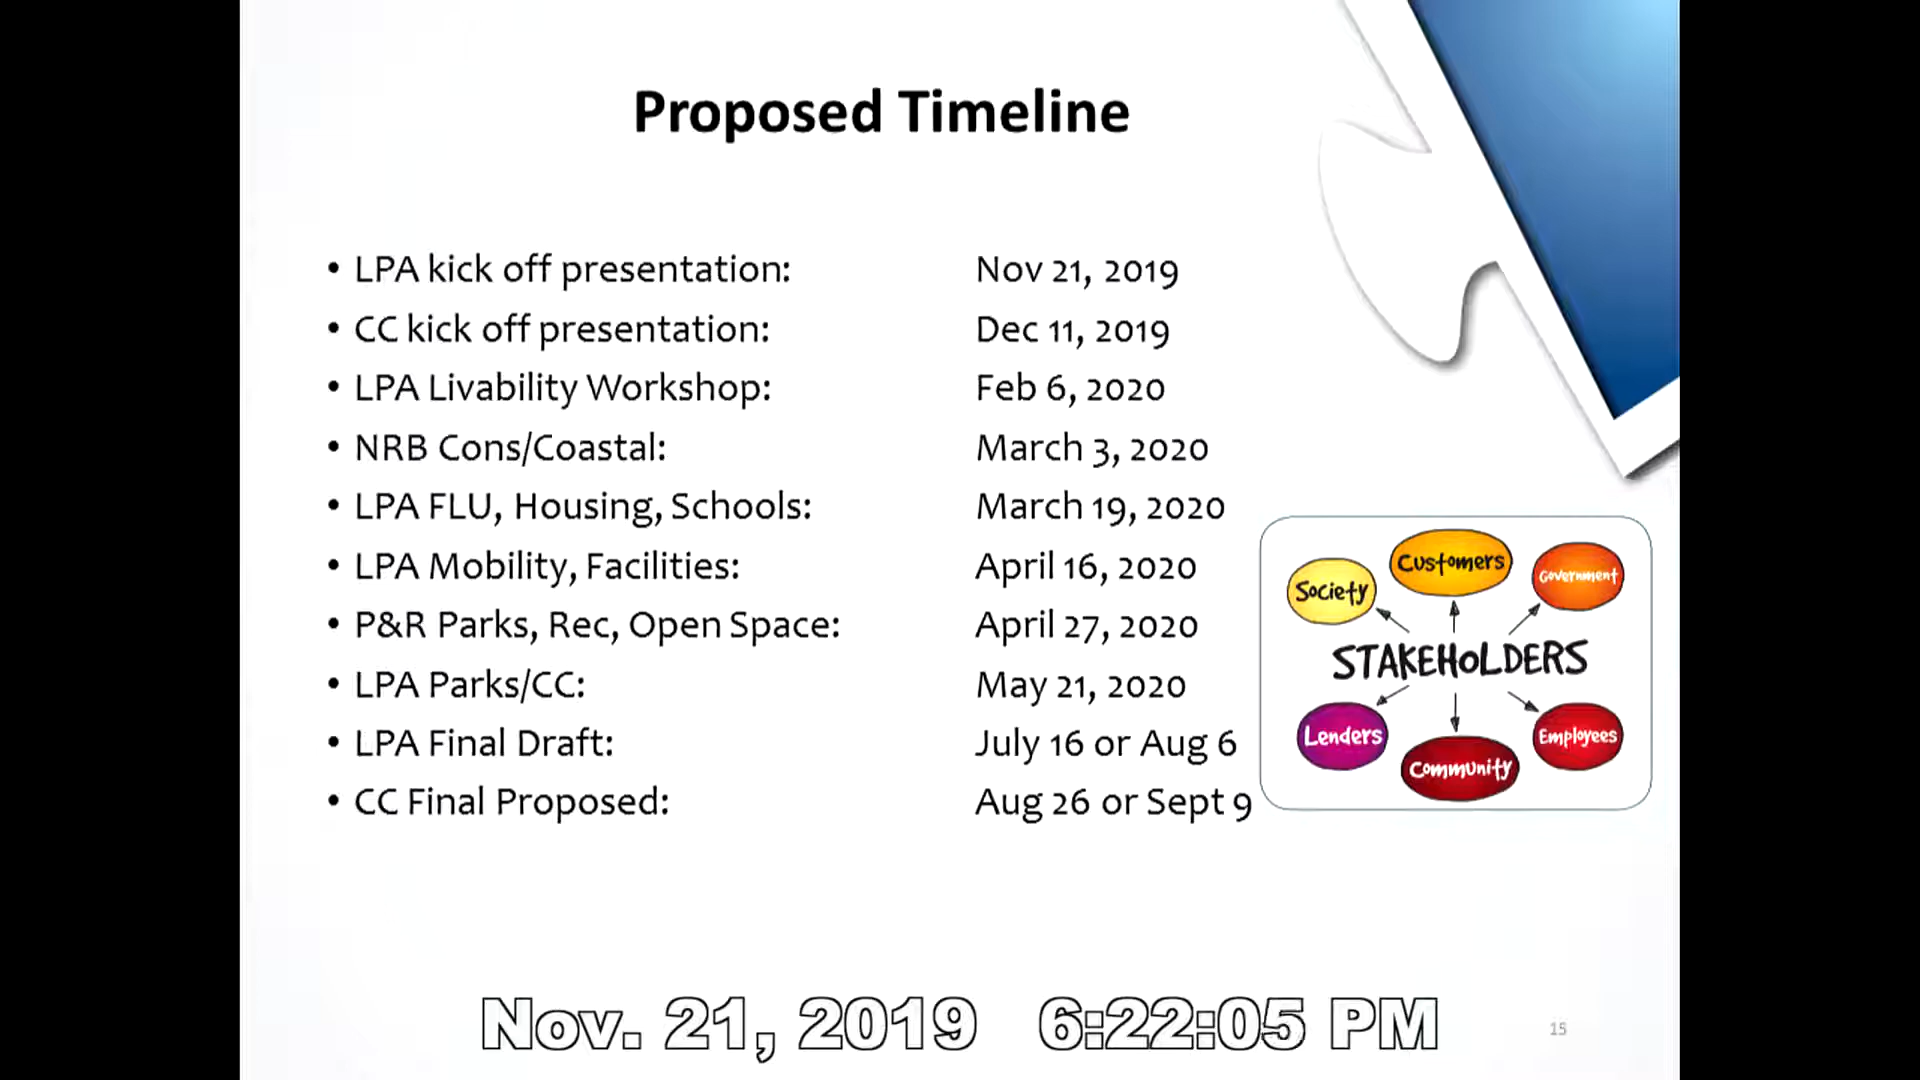 Proposed Timeline
• LPA kick off presentation: Nov 21, 2019
• CC kick off presentation: Dec 11, 2019
• LPA Livability Workshop: Feb 6, 2020
• NRB Cons/Coastal: March 3, 2020
• LPA FLU, Housing, Schools: March 19, 2020
• LPA Mobility, Facilities: April 16, 2020
• P&R Parks, Rec, Open Space: April 27, 2020
• LPA Parks/CC: May 21, 2020
• LPA Final Draft: July 16 or Aug 6
• CC Final Proposed: Aug 26 or Sept 9
Society
Customers
Government
STAKEHOLDERS
Lenders
Community
Employees
Nov. 21, 2019 6:22:05 PM
15